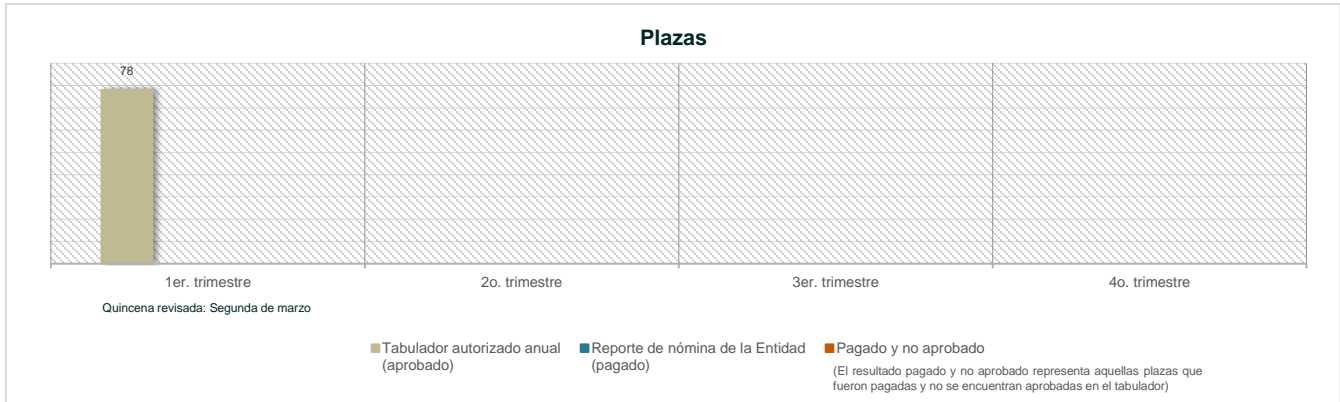 Plazas
78
1er. trimestre
2o. trimestre
3er. trimestre
4o. trimestre
Quincena revisada: Segunda de marzo
Tabulador autorizado anual
(aprobado)
Reporte de nómina de la Entidad
(pagado)
Pagado y no aprobado
(El resultado pagado y no aprobado representa aquellas plazas que
fueron pagadas y no se encuentran aprobadas en el tabulador)